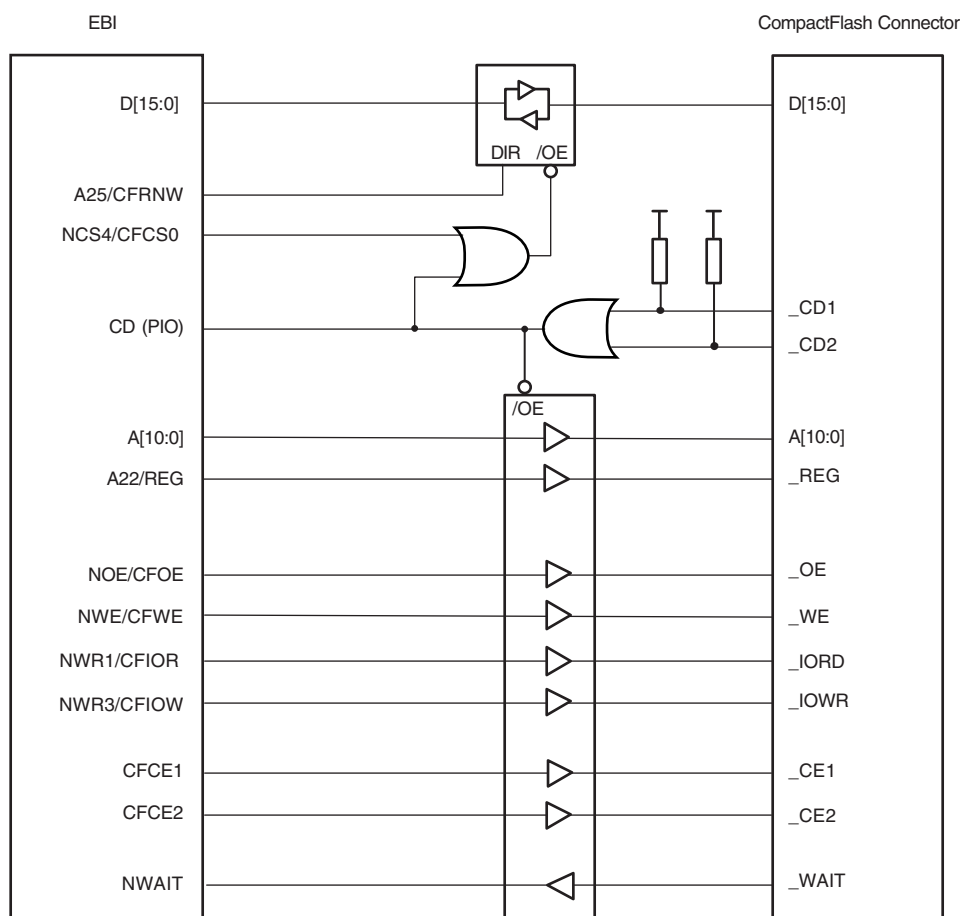 EBI CompactFlash Connector
D[15:0] D[15:0]
DIR /OE
A25/CFRNW
NCS4/CFCS0
_CD1
CD (PIO)
_CD2
/OE
A[10:0] A[10:0]
A22/REG _REG
NOE/CFOE _OE
NWE/CFWE _WE
NWR1/CFIOR _IORD
NWR3/CFIOW _IOWR
CFCE1 _CE1
CFCE2 _CE2
NWAIT _WAIT